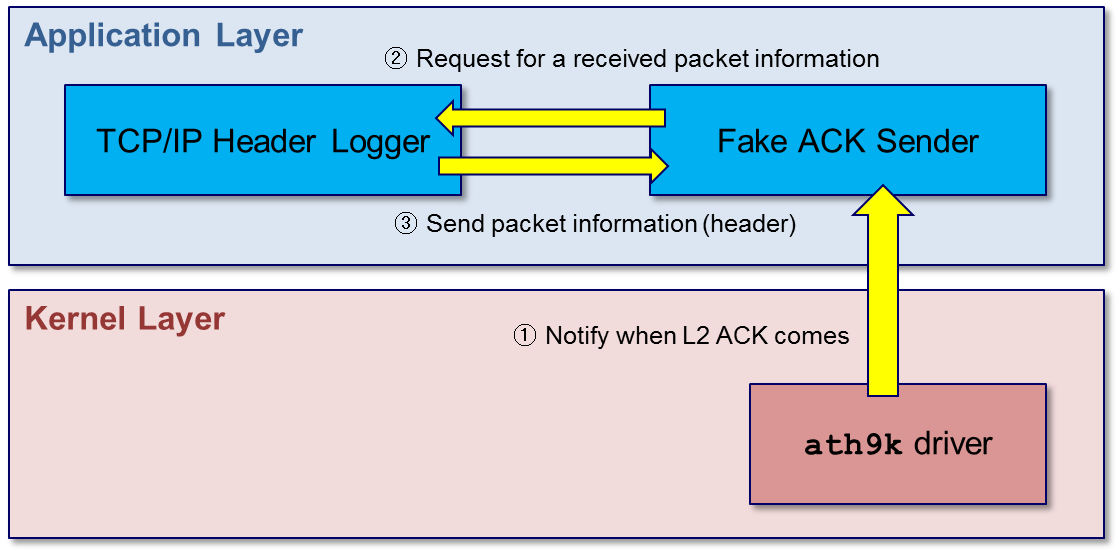 Application Layer
② Request for a received packet information
TCP/IP Header Logger
Fake ACK Sender
③ Send packet information (header)
Kernel Layer
① Notify when L2 ACK comes
ath9k driver